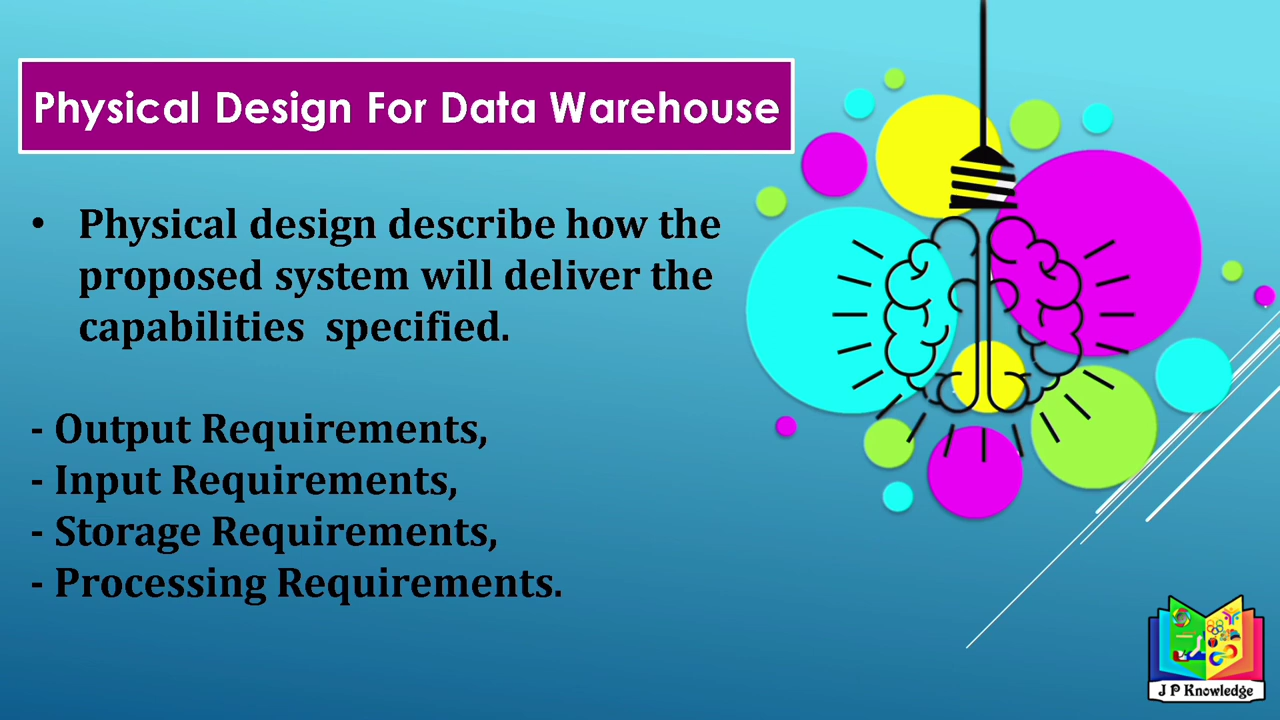 Physical Design For Data Warehouse
• Physical design describe how the
proposed system will deliver the
capabilities specified.
- Output Requirements,
- Input Requirements,
- Storage Requirements,
- Processing Requirements.
J P Knowledge